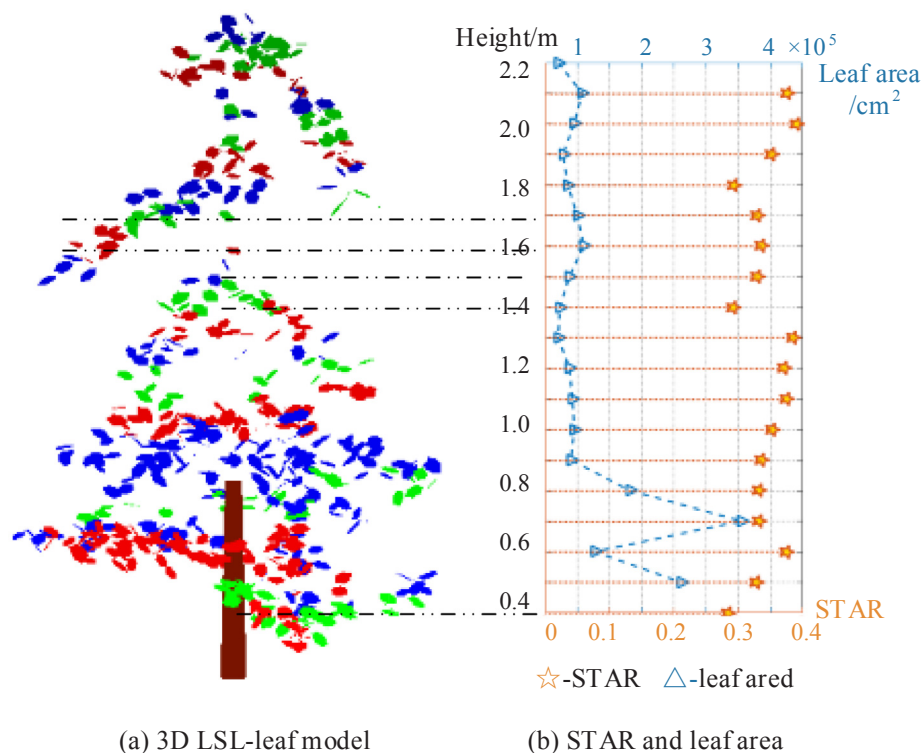 Height/m
1 2 3 4 ×10⁵
Leaf area
/cm²
2.2
2.0
1.8
1.6
1.4
1.2
1.0
0.8
0.6
0.4
STAR
0 0.1 0.2 0.3 0.4
☆-STAR △-leaf ared
(a) 3D LSL-leaf model (b) STAR and leaf area